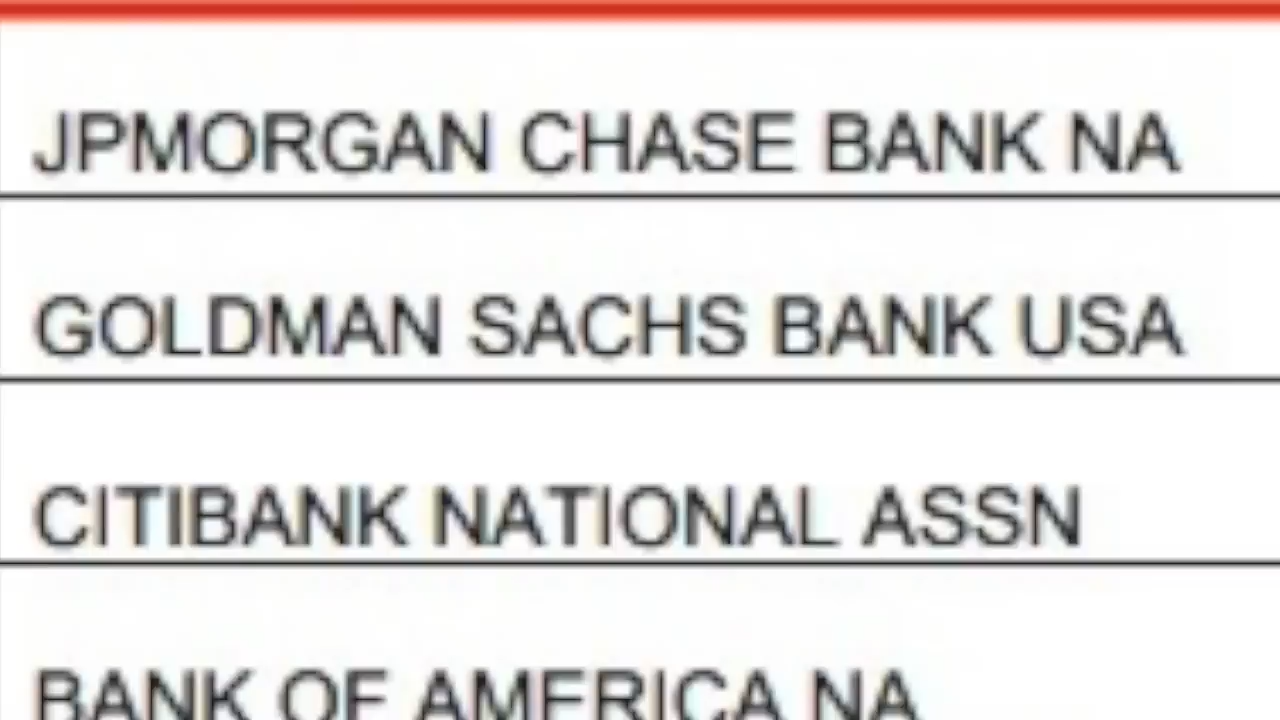 JPMORGAN CHASE BANK NA
GOLDMAN SACHS BANK USA
CITIBANK NATIONAL ASSN
BANK OF AMERICA NA